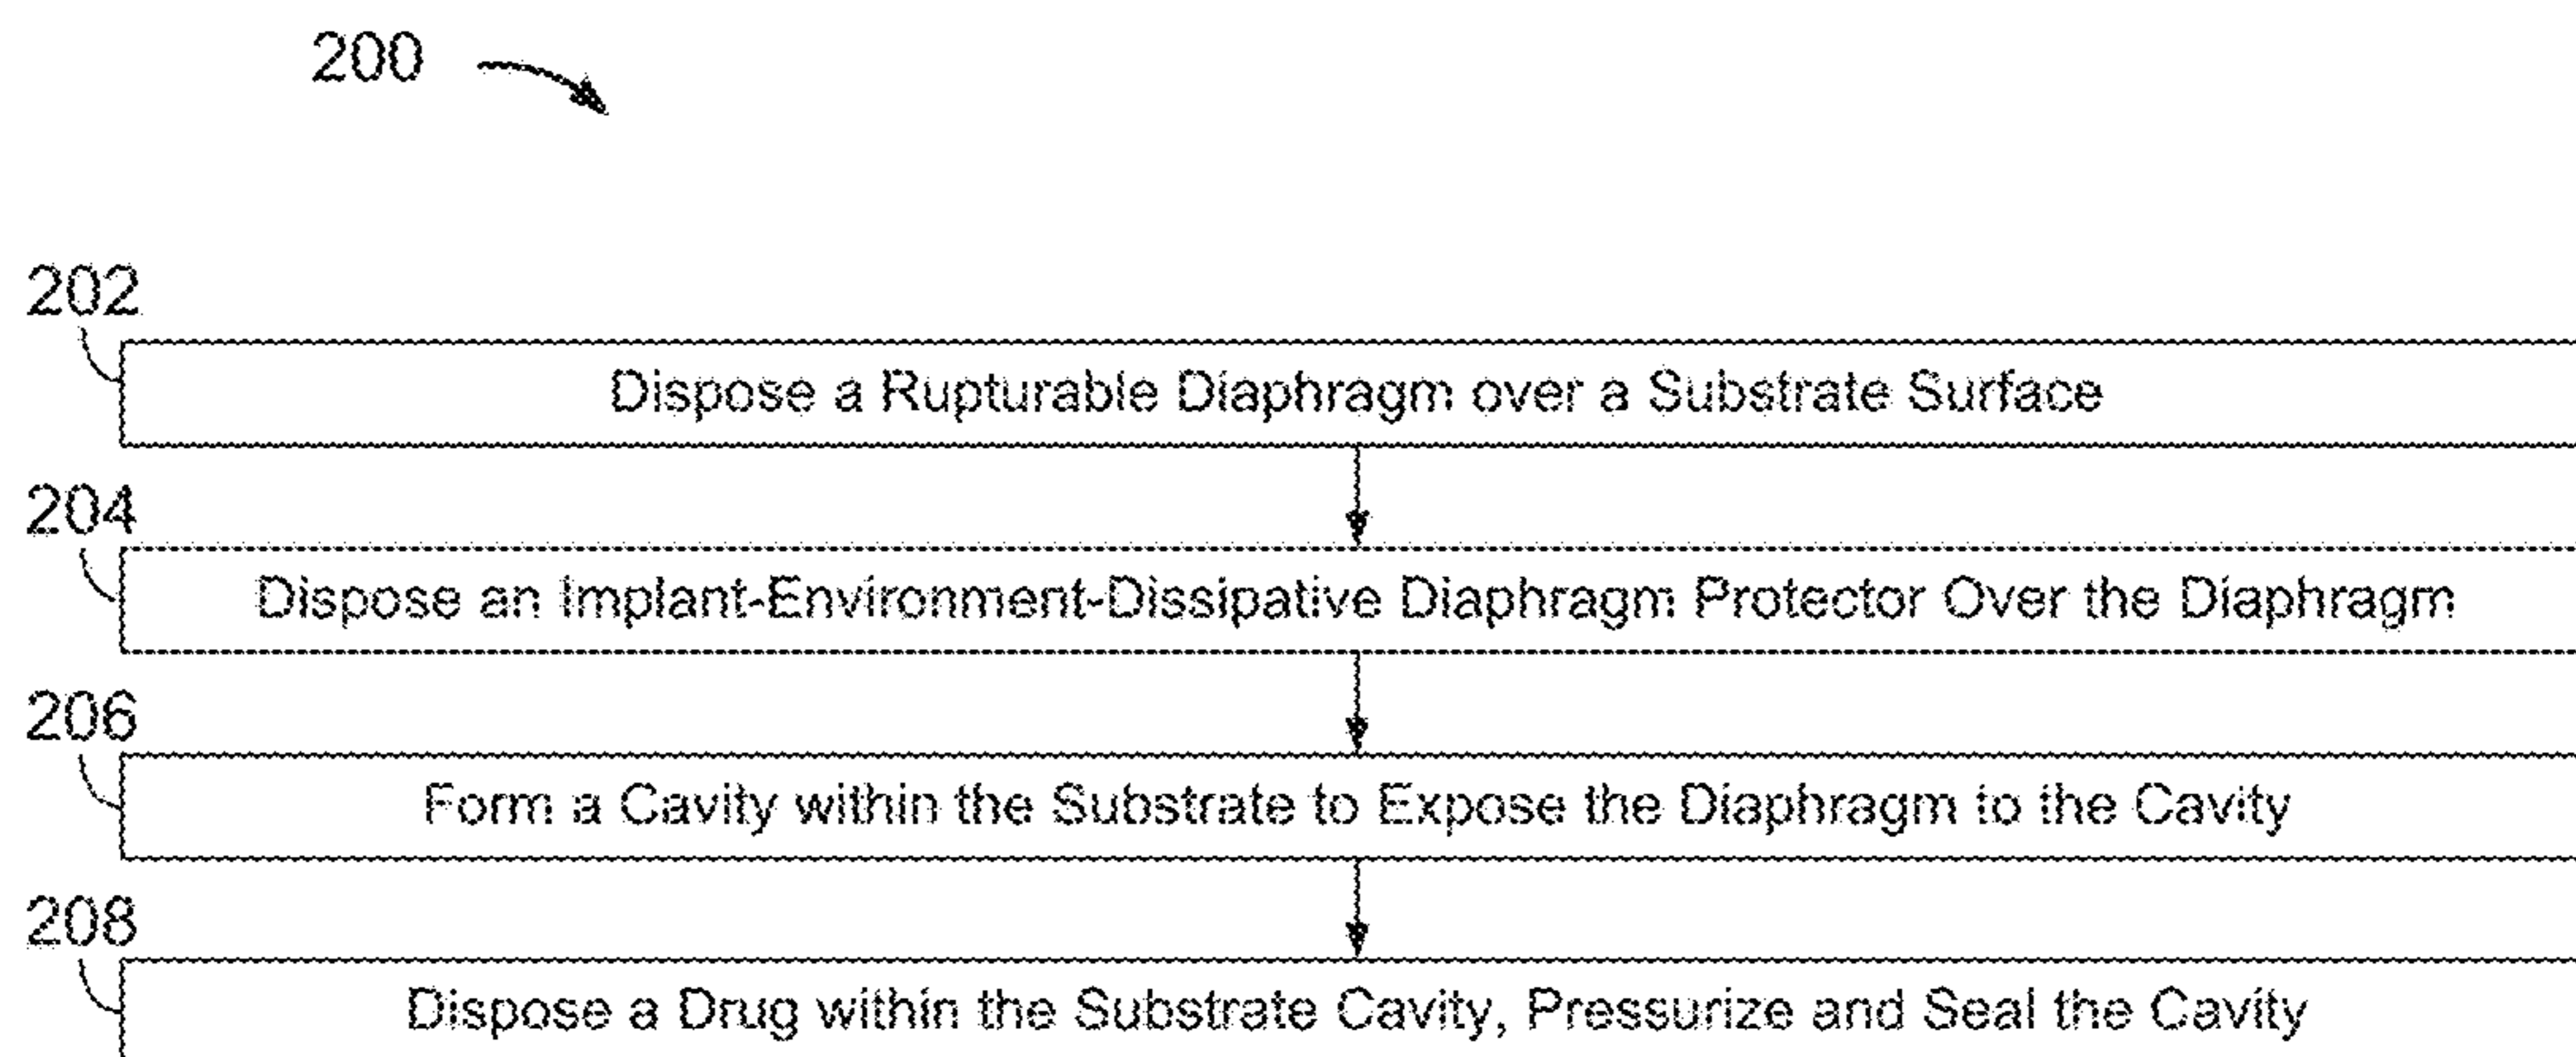 200
202
Dispose a Rupturable Diaphragm over a Substrate Surface
204
Dispose an Implant-Environment-Dissipative Diaphragm Protector Over the Diaphragm
206
Form a Cavity within the Substrate to Expose the Diaphragm to the Cavity
208
Dispose a Drug within the Substrate Cavity, Pressurize and Seal the Cavity